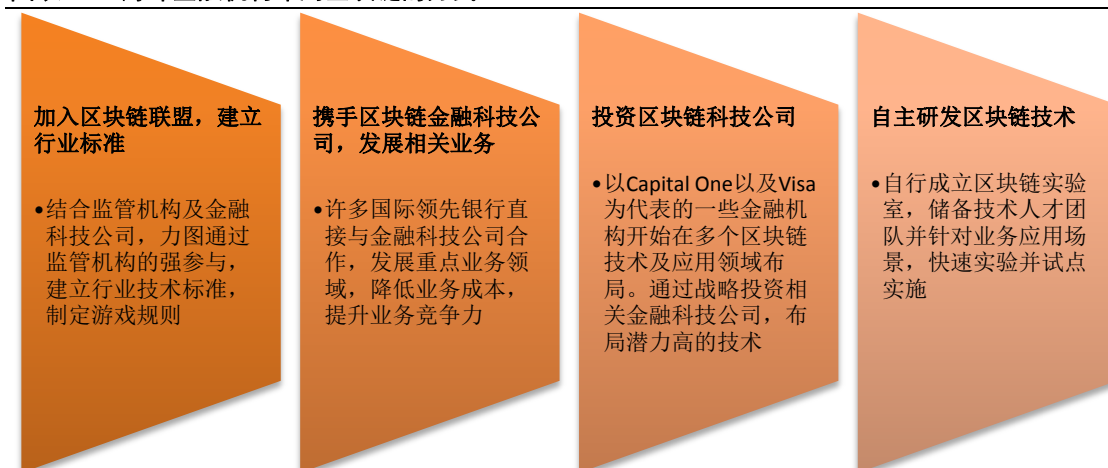 加入区块链联盟，建立
行业标准
•结合监管机构及金融
科技公司，力图通过
监管机构的强参与，
建立行业技术标准，
制定游戏规则
携手区块链金融科技公
司，发展相关业务
•许多国际领先银行直
接与金融科技公司合
作，发展重点业务领
域，降低业务成本，
提升业务竞争力
投资区块链科技公司
•以Capital One以及Visa
为代表的一些金融机
构开始在多个区块链
技术及应用领域布
局。通过战略投资相
关金融科技公司，布
局潜力高的技术
自主研发区块链技术
•自行成立区块链实验
室，储备技术人才团
队并针对业务应用场
景，快速实验并试点
实施